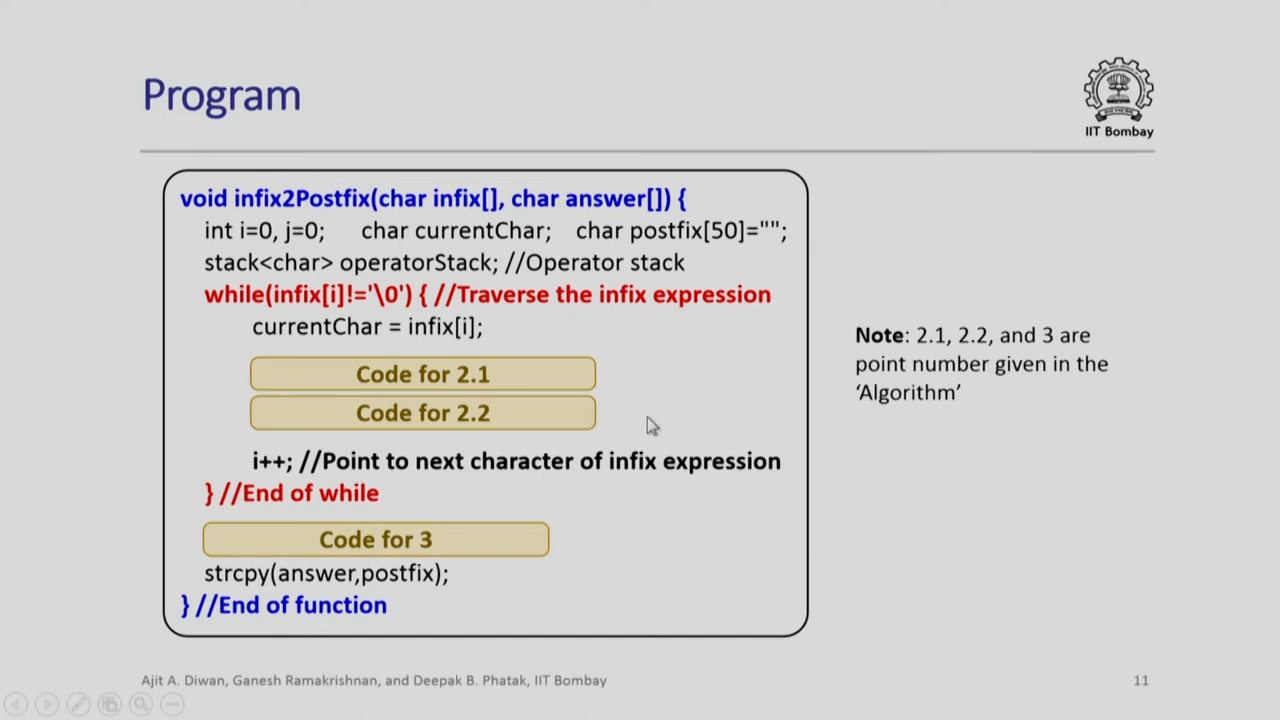 Program
IIT Bombay
void infix2Postfix(char infix[], char answer[]) {
int i=0, j=0; char currentChar; char postfix[50]="";
stack<char> operatorStack; //Operator stack
while(infix[i]!='\0') { //Traverse the infix expression
currentChar = infix[i];
Code for 2.1
Code for 2.2
i++; //Point to next character of infix expression
} //End of while
Code for 3
strcpy(answer,postfix);
} //End of function
Note: 2.1, 2.2, and 3 are
point number given in the
‘Algorithm’
Ajit A. Diwan, Ganesh Ramakrishnan, and Deepak B. Phatak, IIT Bombay
11